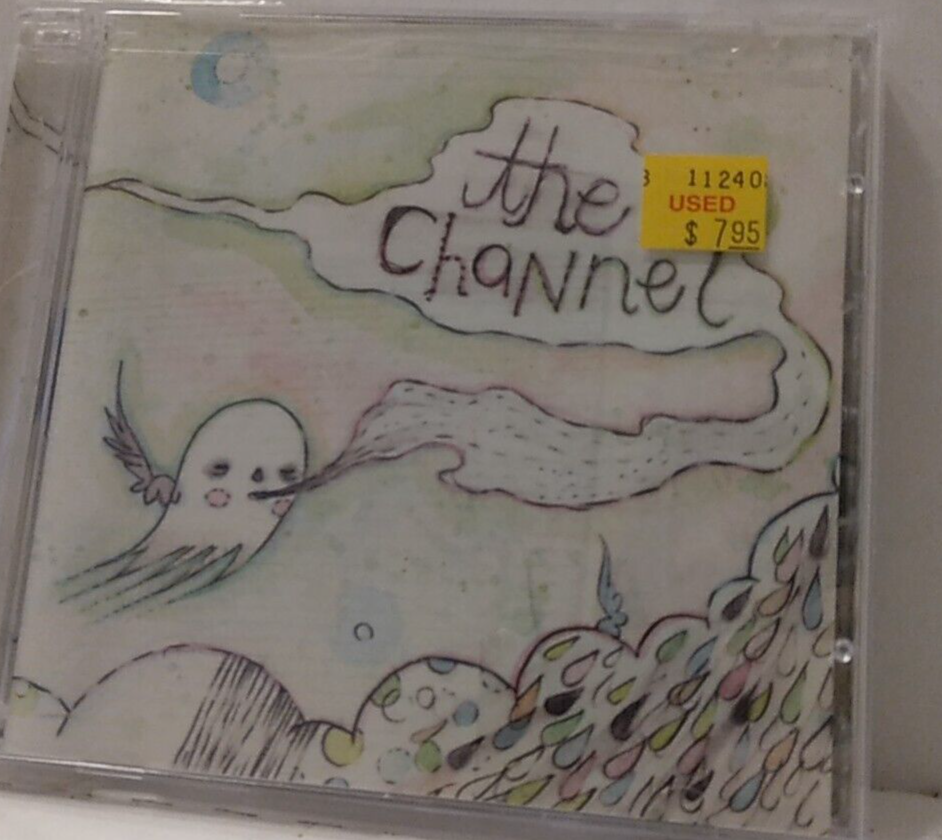 the
Channel
11240
USED
$ 795